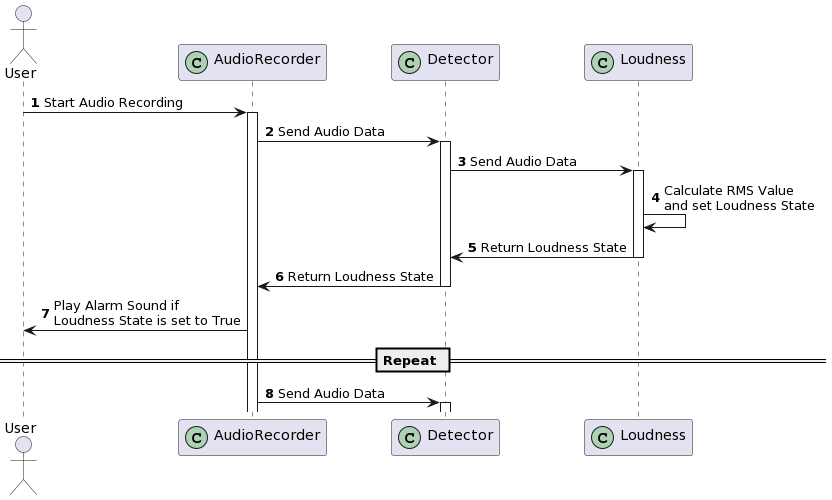 User
C AudioRecorder
C Detector
C Loudness
1 Start Audio Recording
2 Send Audio Data
3 Send Audio Data
4 Calculate RMS Value
and set Loudness State
5 Return Loudness State
6 Return Loudness State
7 Play Alarm Sound if
Loudness State is set to True
Repeat
8 Send Audio Data
User
C AudioRecorder
C Detector
C Loudness